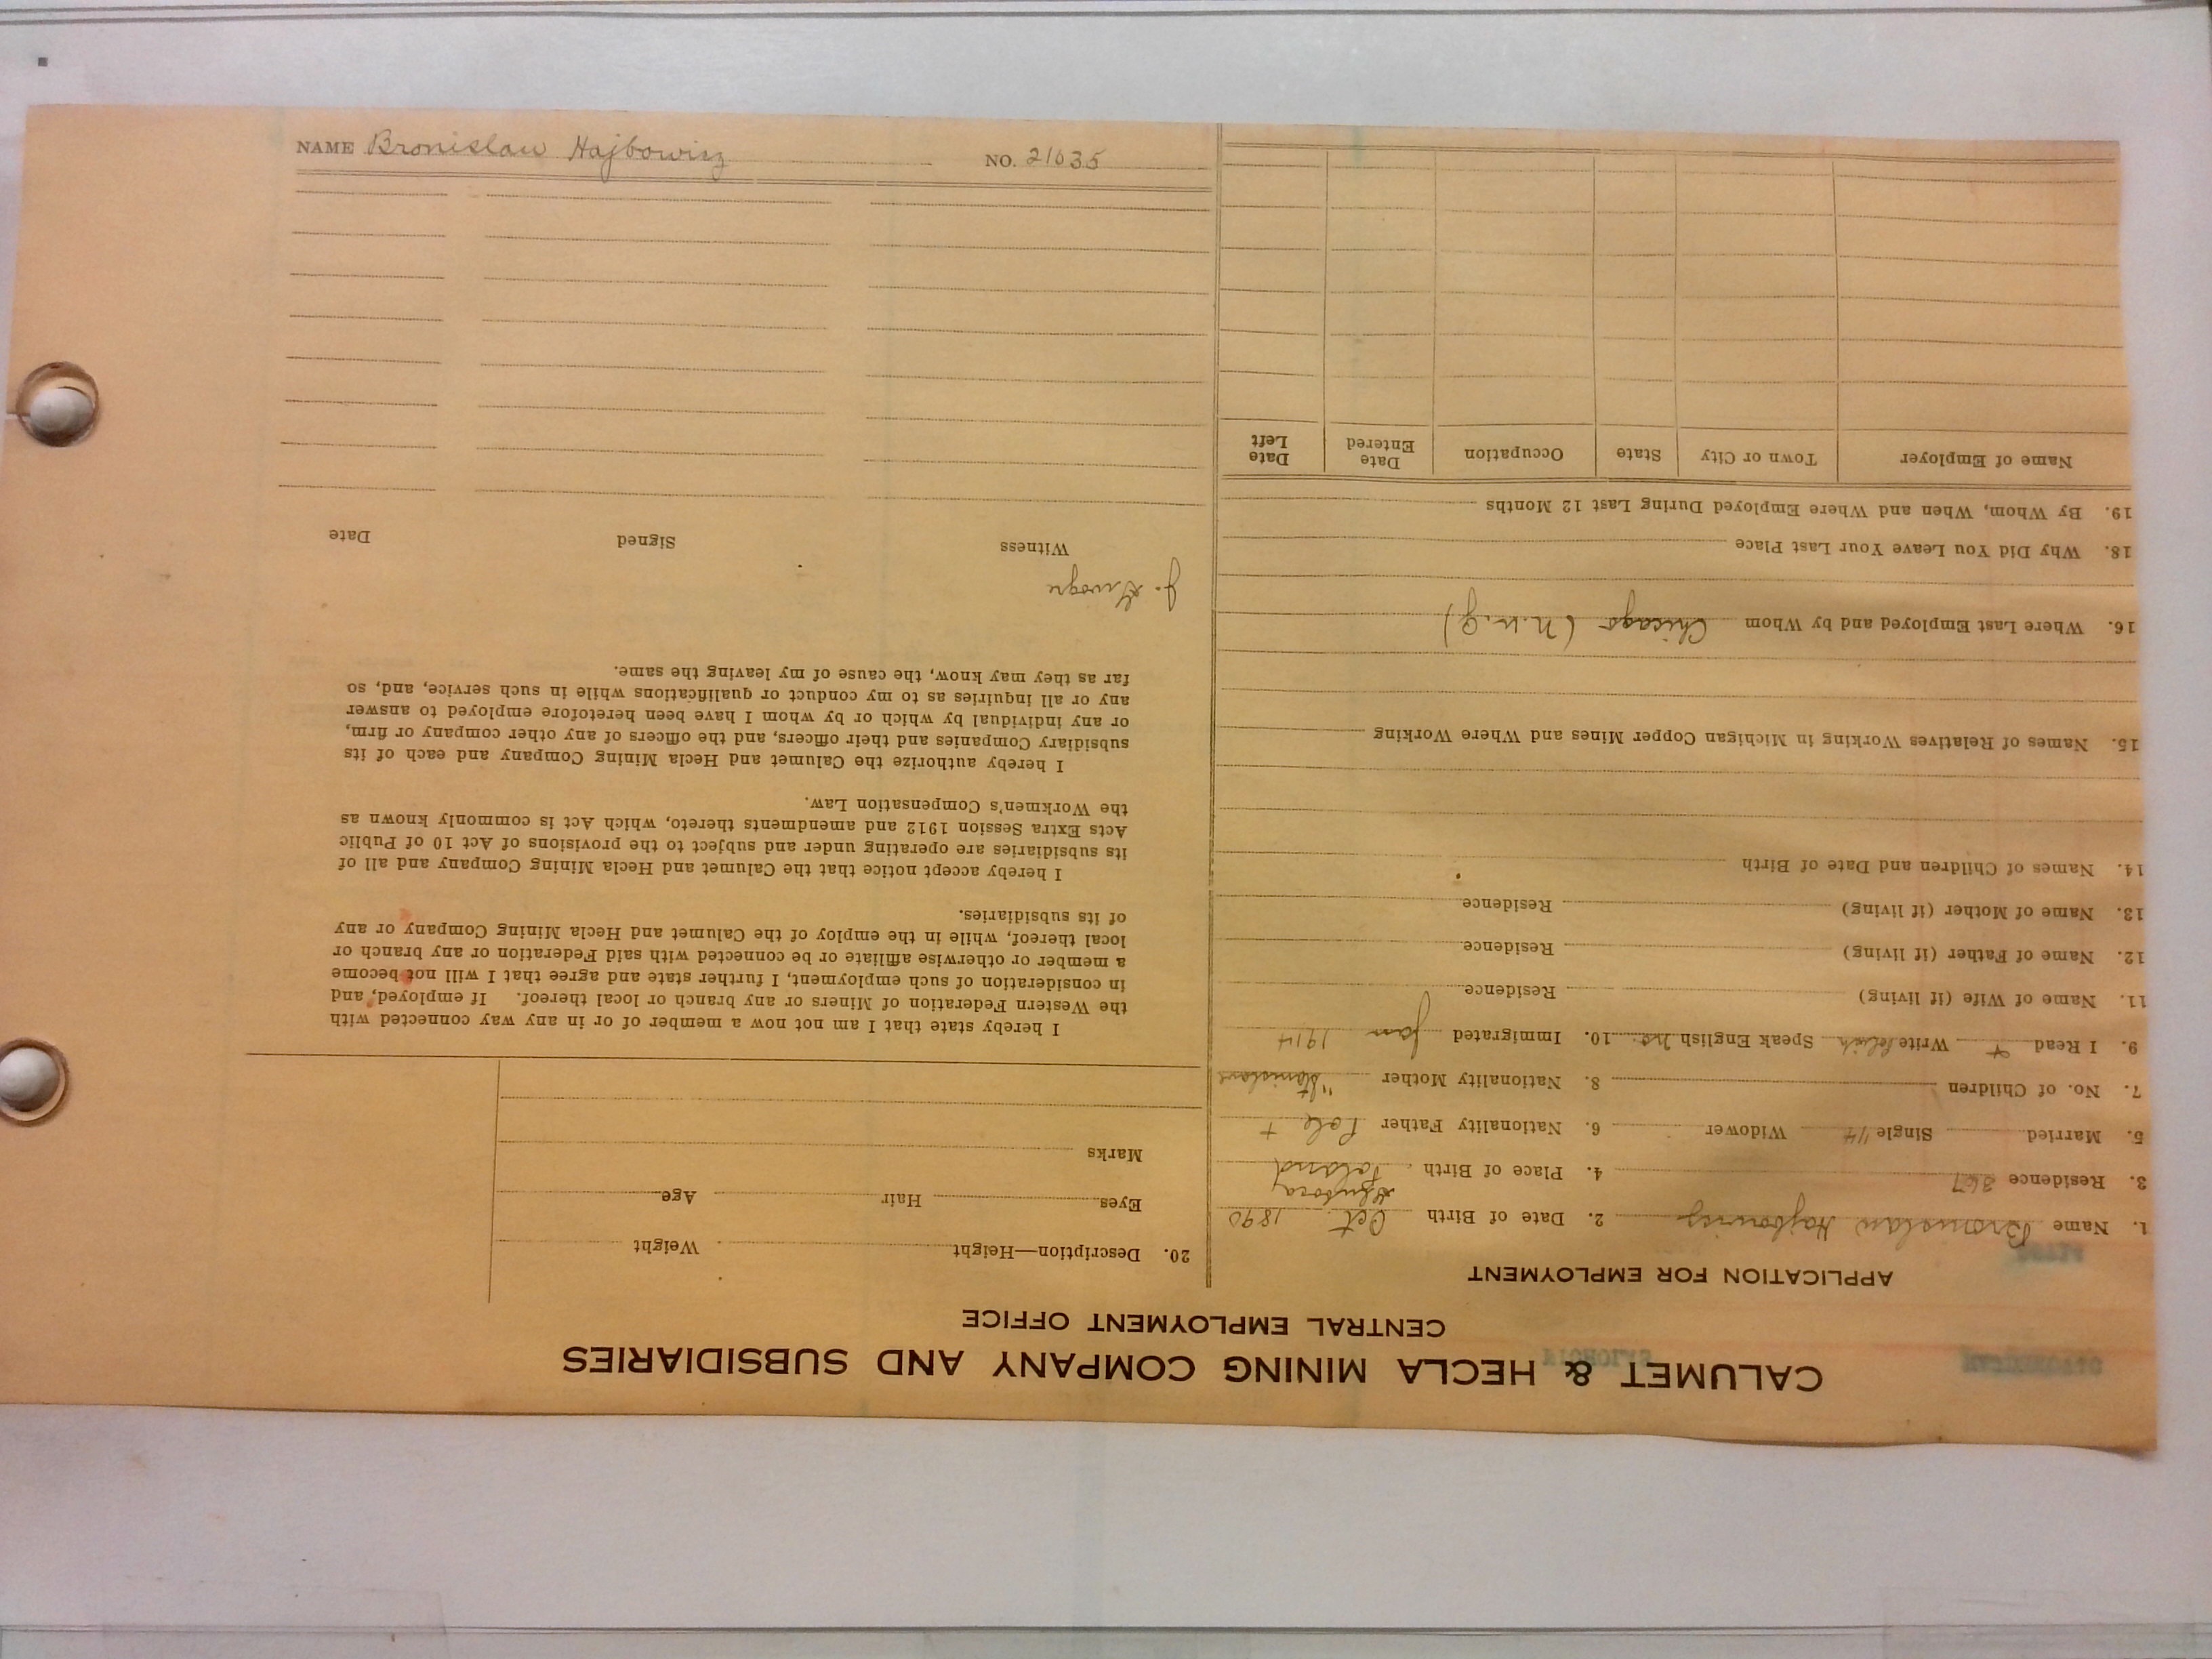 CALUMET & HECLA MINING COMPANY AND SUBSIDIARIES
CENTRAL EMPLOYMENT OFFICE
APPLICATION FOR EMPLOYMENT
1. Name Bronislaw Hajbowicz 2. Date of Birth Oct 1890
3. Residence 367 4. Place of Birth Poland
5. Married Single Widower 6. Nationality Father Pole +
7. No. of Children 8. Nationality Mother "
9. I Read + Write Polish Speak English no. 10. Immigrated Jan 1914
11. Name of Wife (if living) Residence
12. Name of Father (if living) Residence
13. Name of Mother (if living) Residence
14. Names of Children and Date of Birth
15. Names of Relatives Working in Michigan Copper Mines and Where Working
16. Where Last Employed and by Whom Chicago
18. Why Did You Leave Your Last Place
19. By Whom, When and Where Employed During Last 12 Months
Name of Employer Town or City State Occupation Date Entered Date Left
20. Description—Height Weight
Eyes Hair Age
Marks
I hereby state that I am not now a member of or in any way connected with
the Western Federation of Miners or any branch or local thereof. If employed, and
in consideration of such employment, I further state and agree that I will not become
a member or otherwise affiliate or be connected with said Federation or any branch or
local thereof, while in the employ of the Calumet and Hecla Mining Company or any
of its subsidiaries.
I hereby accept notice that the Calumet and Hecla Mining Company and all of
its subsidiaries are operating under and subject to the provisions of Act 10 of Public
Acts Extra Session 1912 and amendments thereto, which Act is commonly known as
the Workmen's Compensation Law.
I hereby authorize the Calumet and Hecla Mining Company and each of its
subsidiary Companies and their officers, and the officers of any other company or firm,
or any individual by which or by whom I have been heretofore employed to answer
any or all inquiries as to my conduct or qualifications while in such service, and, so
far as they may know, the cause of my leaving the same.
J.
Witness Signed Date
NAME Bronislaw Hajbowicz NO. 21035